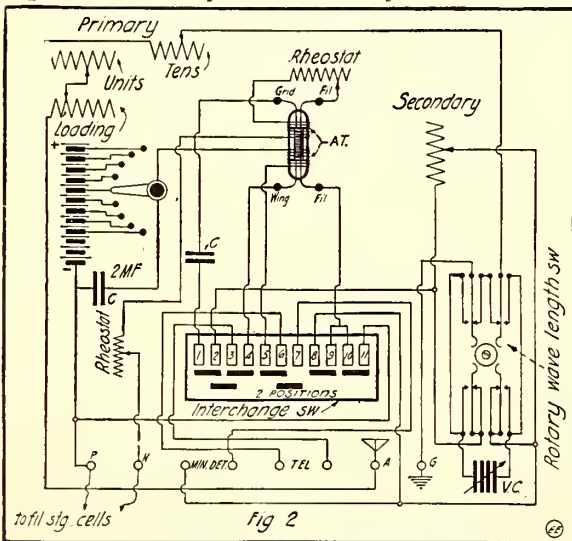 Primary
Units
Tens
Loading
Rheostat
Grid
Fil
A.T.
Wing
Fil
Secondary
+
-
2MF
C
Rheostat
.C
1 2 3 4 5 6 7 8 9 10 11
2 POSITIONS
Interchange sw
Rotary wave length sw
P
N
MIN. DET.
TEL
A
G
V.C.
to fil stg. cells
Fig 2